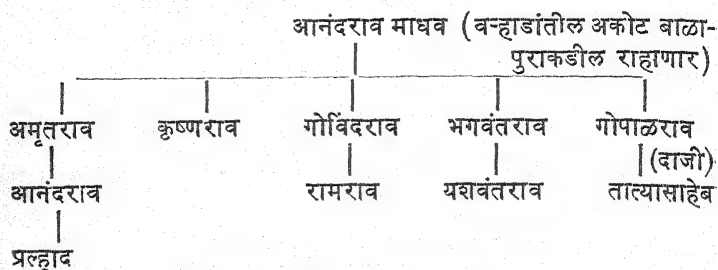 आनंदराव माधव (वऱ्हाडांतील अकोट बाळा-
पुराकडील राहाणार)
अमृतराव कृष्णराव गोविंदराव भगवंतराव गोपाळराव
(दाजी)
आनंदराव रामराव यशवंतराव तात्यासाहेब
प्रल्हाद